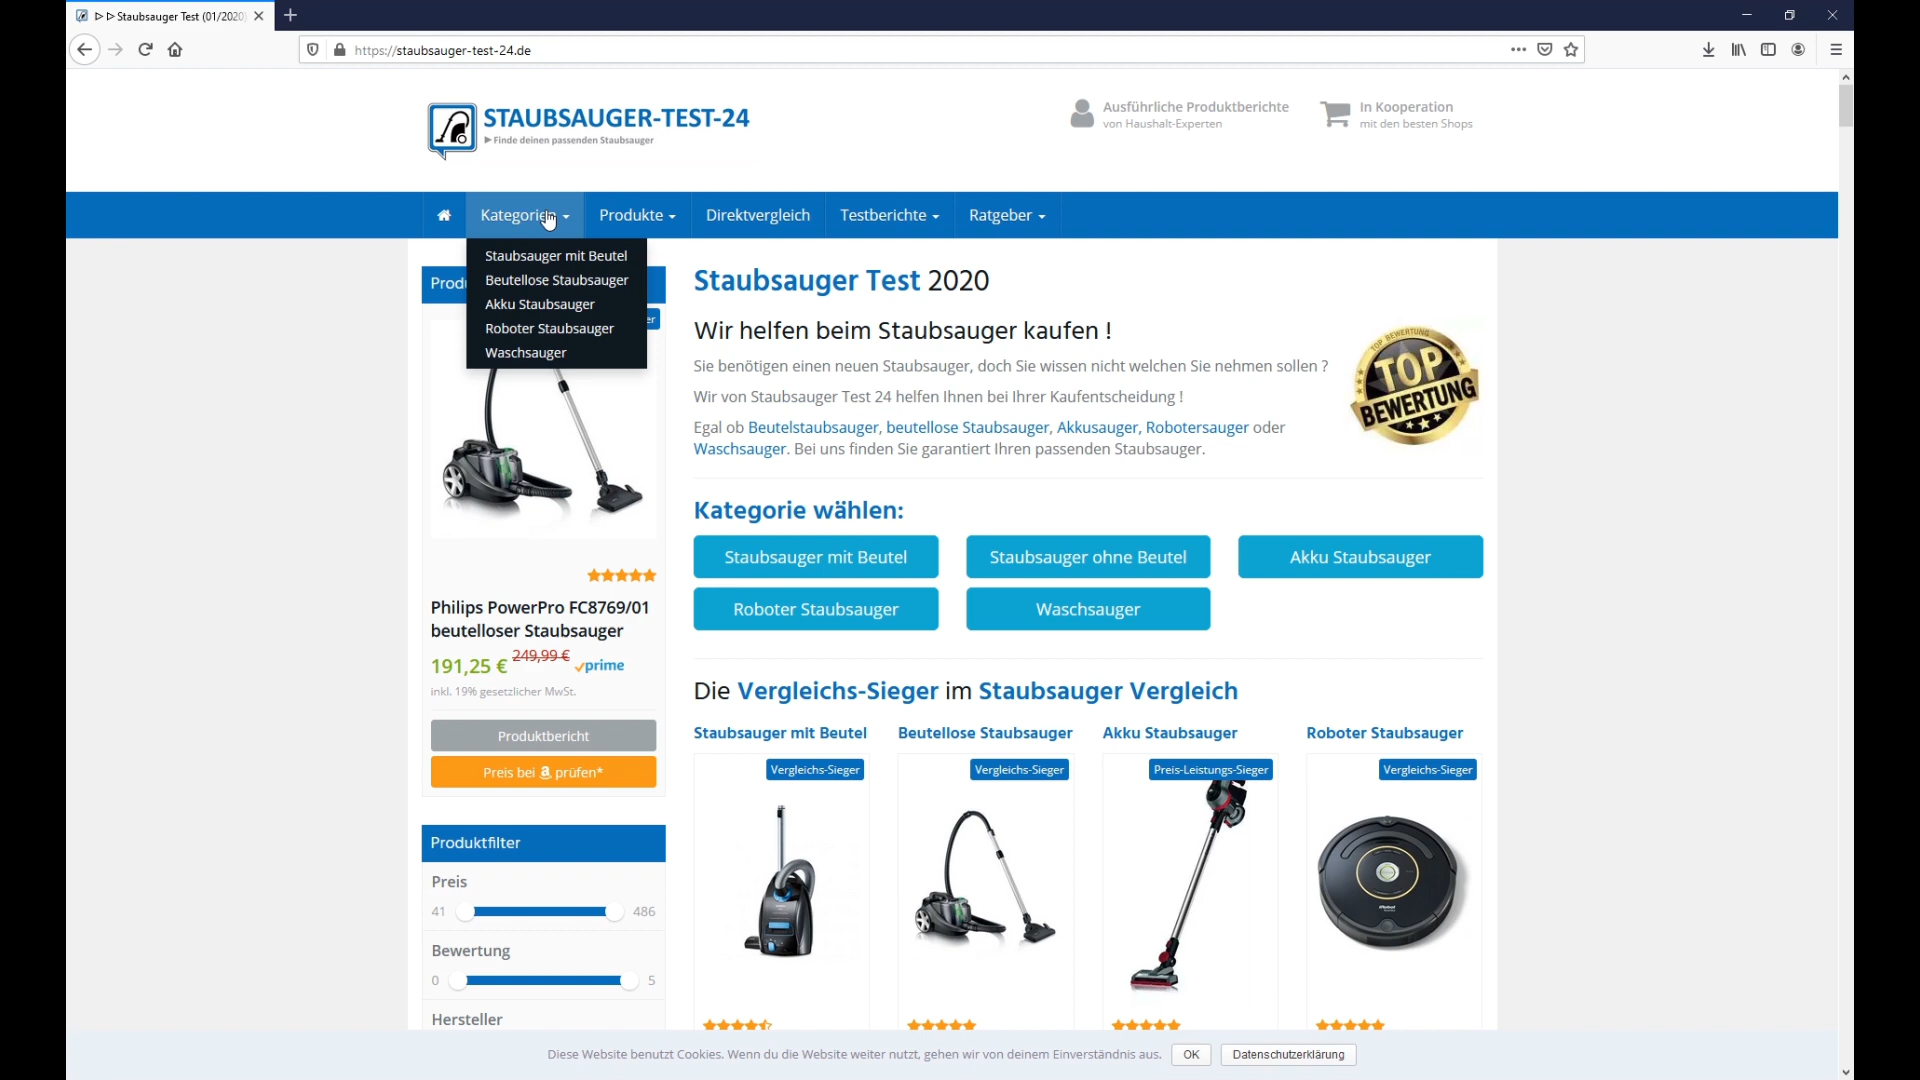 ▷ ▷ Staubsauger Test (01/2020)
https://staubsauger-test-24.de
STAUBSAUGER-TEST-24
Finde deinen passenden Staubsauger
Ausführliche Produktberichte
von Haushalt-Experten
In Kooperation
mit den besten Shops
Kategorien
Produkte
Direktvergleich
Testberichte
Ratgeber
Staubsauger mit Beutel
Beutellose Staubsauger
Akku Staubsauger
Roboter Staubsauger
Waschsauger
Philips PowerPro FC8769/01
beutelloser Staubsauger
191,25 € 249,99 € prime
inkl. 19% gesetzlicher MwSt.
Produktbericht
Preis bei a prüfen*
Produktfilter
Preis
41 486
Bewertung
0 5
Hersteller
Staubsauger Test 2020
Wir helfen beim Staubsauger kaufen !
Sie benötigen einen neuen Staubsauger, doch Sie wissen nicht welchen Sie nehmen sollen ?
Wir von Staubsauger Test 24 helfen Ihnen bei Ihrer Kaufentscheidung !
Egal ob Beutelstaubsauger, beutellose Staubsauger, Akkusauger, Robotersauger oder
Waschsauger. Bei uns finden Sie garantiert Ihren passenden Staubsauger.
TOP BEWERTUNG
TOP
BEWERTUNG
Kategorie wählen:
Staubsauger mit Beutel
Staubsauger ohne Beutel
Akku Staubsauger
Roboter Staubsauger
Waschsauger
Die Vergleichs-Sieger im Staubsauger Vergleich
Staubsauger mit Beutel
Beutellose Staubsauger
Akku Staubsauger
Roboter Staubsauger
Vergleichs-Sieger
Vergleichs-Sieger
Preis-Leistungs-Sieger
Vergleichs-Sieger
Diese Website benutzt Cookies. Wenn du die Website weiter nutzt, gehen wir von deinem Einverständnis aus.
OK
Datenschutzerklärung